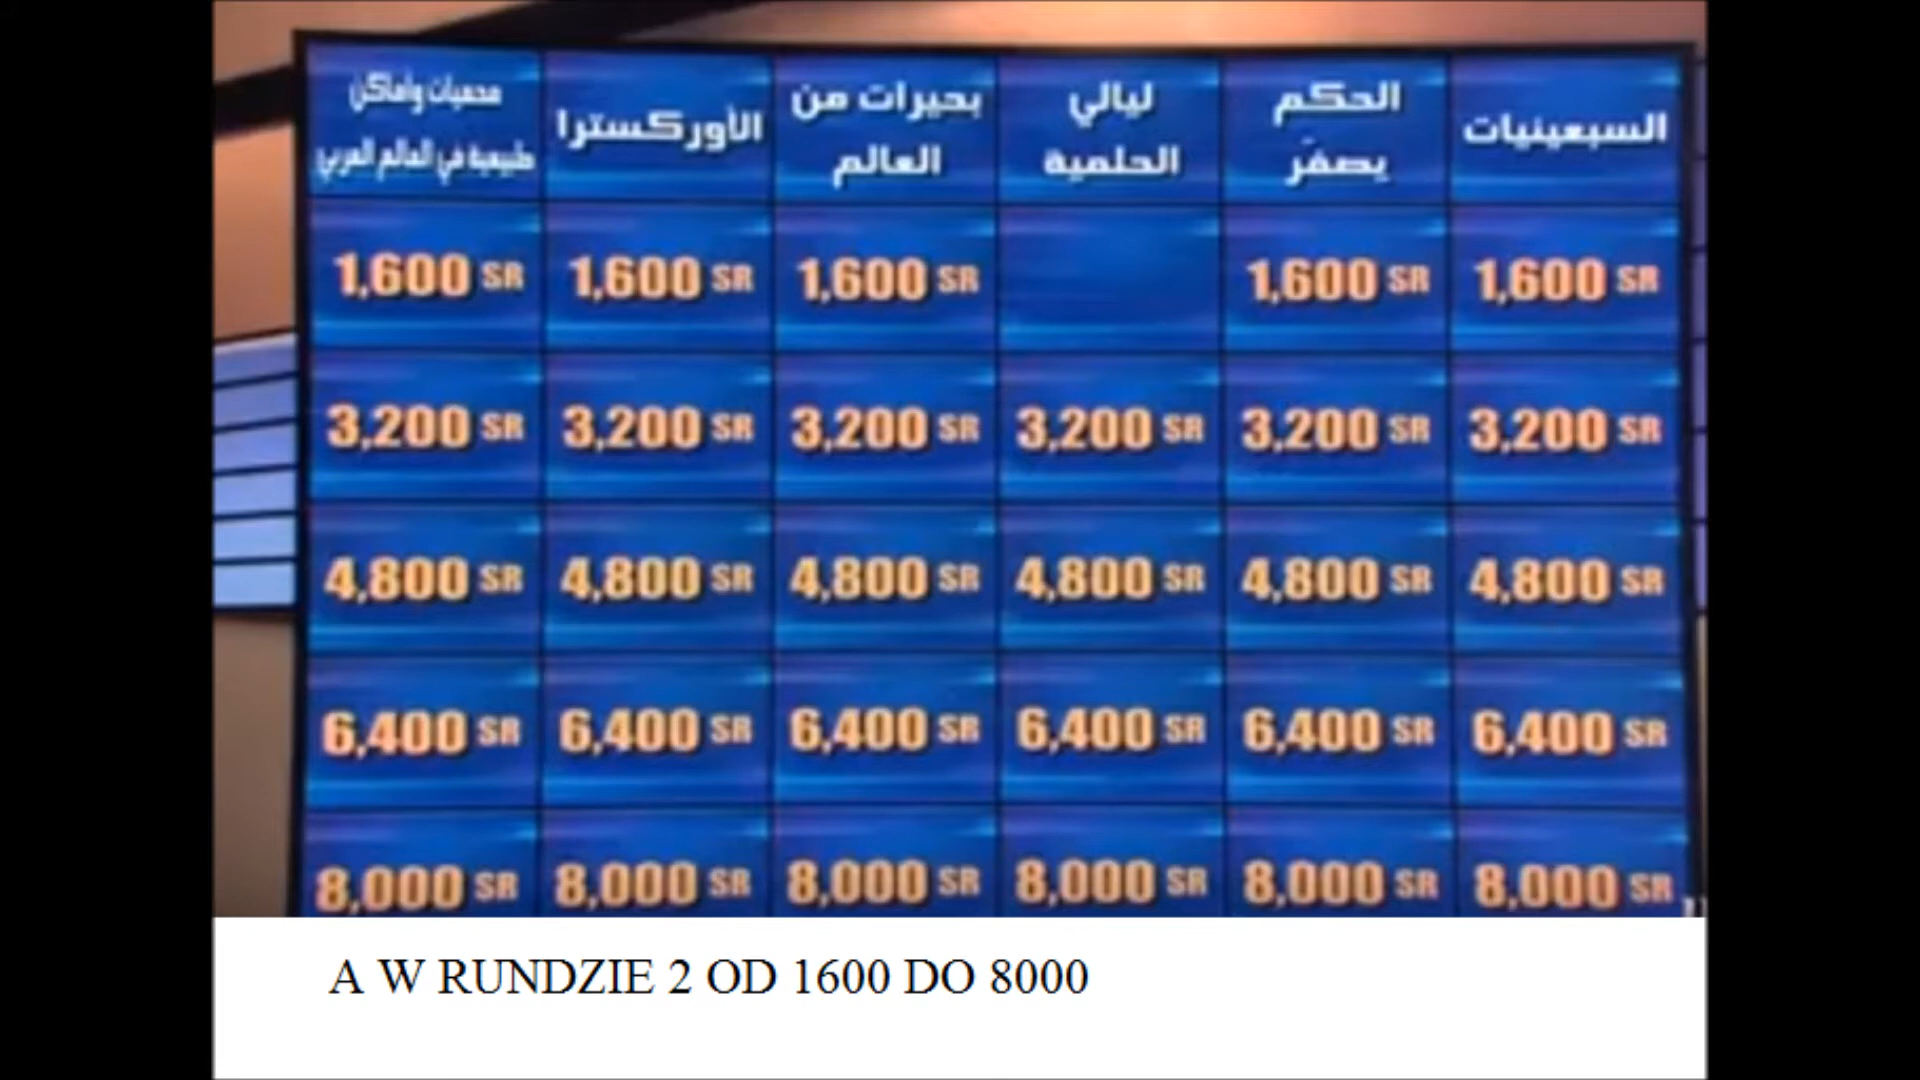 السبعينيات
الحكم
يصفّر
ليالي
الحلمية
بحيرات من
العالم
الأوركسترا
محميات وأماكن
طبيعية في العالم العربي
1,600 SR 1,600 SR 1,600 SR 1,600 SR 1,600 SR
3,200 SR 3,200 SR 3,200 SR 3,200 SR 3,200 SR 3,200 SR
4,800 SR 4,800 SR 4,800 SR 4,800 SR 4,800 SR 4,800 SR
6,400 SR 6,400 SR 6,400 SR 6,400 SR 6,400 SR 6,400 SR
8,000 SR 8,000 SR 8,000 SR 8,000 SR 8,000 SR 8,000 SR
A W RUNDZIE 2 OD 1600 DO 8000